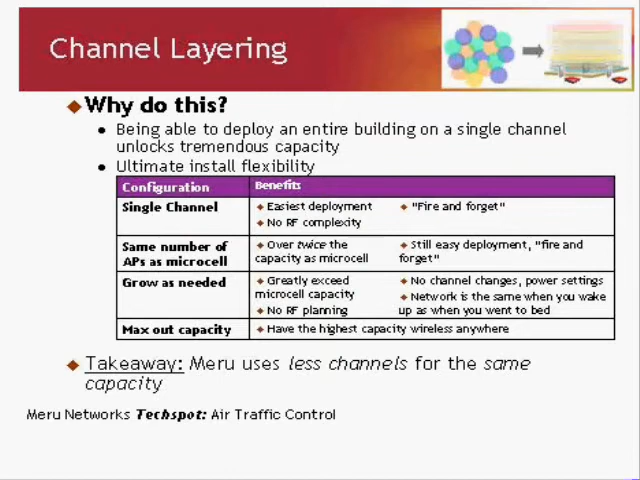 Channel Layering
Why do this?
Being able to deploy an entire building on a single channel
unlocks tremendous capacity
Ultimate install flexibility
Configuration Benefits
Single Channel
Easiest deployment
No RF complexity
"Fire and forget"
Same number of
APs as microcell
Over twice the
capacity as microcell
Still easy deployment, "fire and
forget"
Grow as needed
Greatly exceed
microcell capacity
No RF planning
No channel changes, power settings
Network is the same when you wake
up as when you went to bed
Max out capacity
Have the highest capacity wireless anywhere
Takeaway: Meru uses less channels for the same
capacity
Meru Networks Techspot: Air Traffic Control